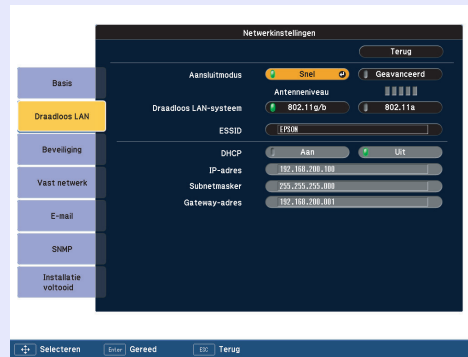 Netwerkinstellingen
Terug
Basis
Aansluitmodus Snel Geavanceerd
Antenneniveau
Draadloos LAN
Draadloos LAN-systeem 802.11g/b 802.11a
ESSID EPSON
Beveiliging
DHCP Aan Uit
IP-adres 192.168.200.100
Vast netwerk
Subnetmasker 255.255.255.000
Gateway-adres 192.168.200.001
E-mail
SNMP
Installatie
voltooid
Selecteren Enter Gereed ESC Terug